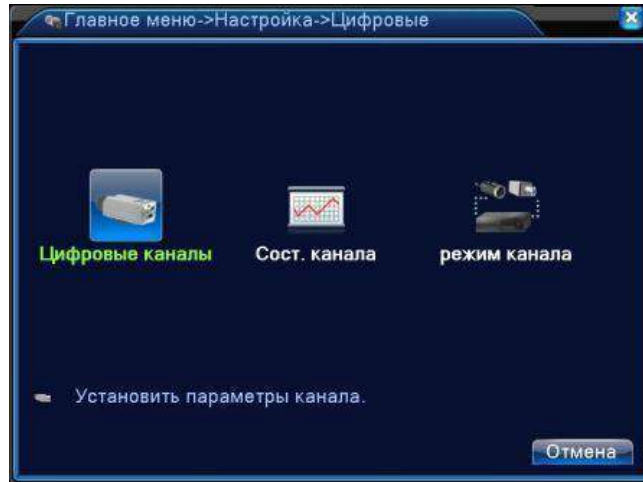 Главное меню->Настройка->Цифровые
Цифровые каналы
Сост. канала
режим канала
Установить параметры канала.
Отмена